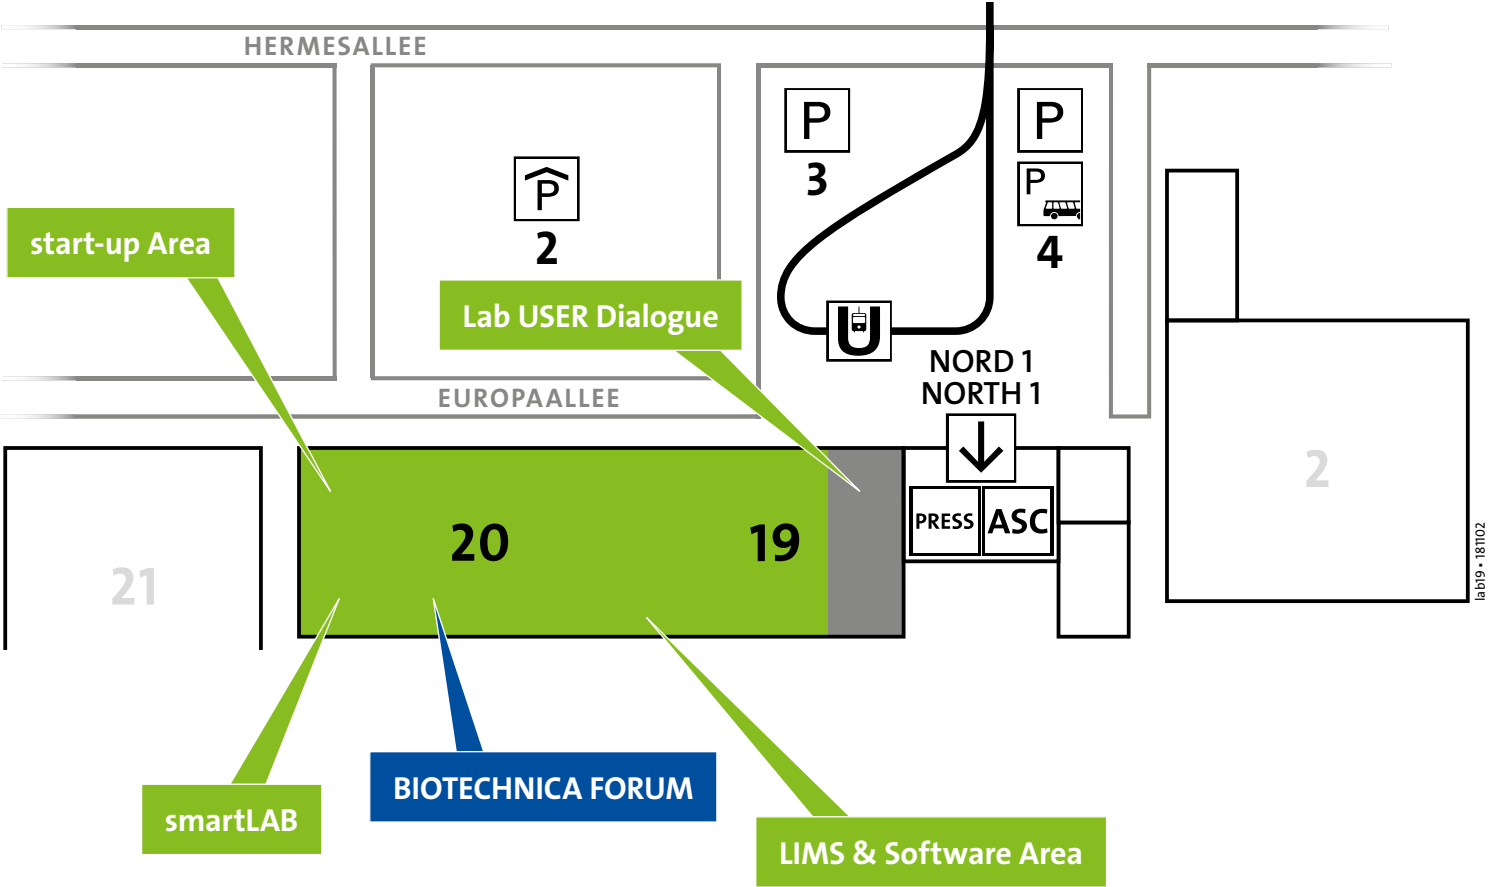 HERMESALLEE
P
3
P
P
4
P
2
start-up Area
Lab USER Dialogue
U
NORD 1
NORTH 1
EUROPAALLEE
2
PRESS
ASC
20
19
21
lab19 • 181102
BIOTECHNICA FORUM
smartLAB
LIMS & Software Area